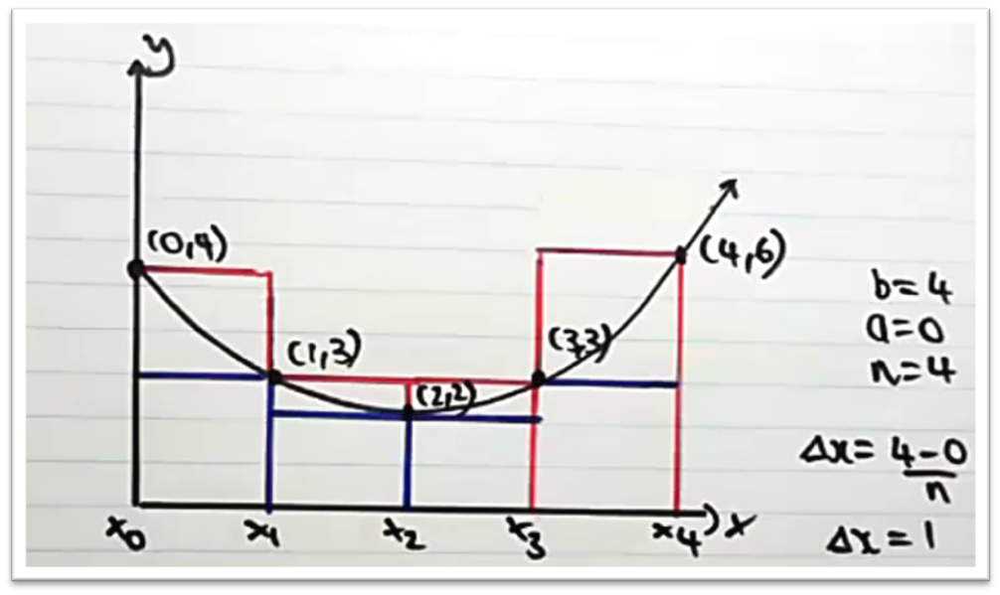 y
(0,4)
(1,3)
(2,2)
(3,3)
(4,6)
x₀ x₁ x₂ x₃ x₄ x
b=4
a=0
n=4
Δx= 4-0
n
Δx = 1